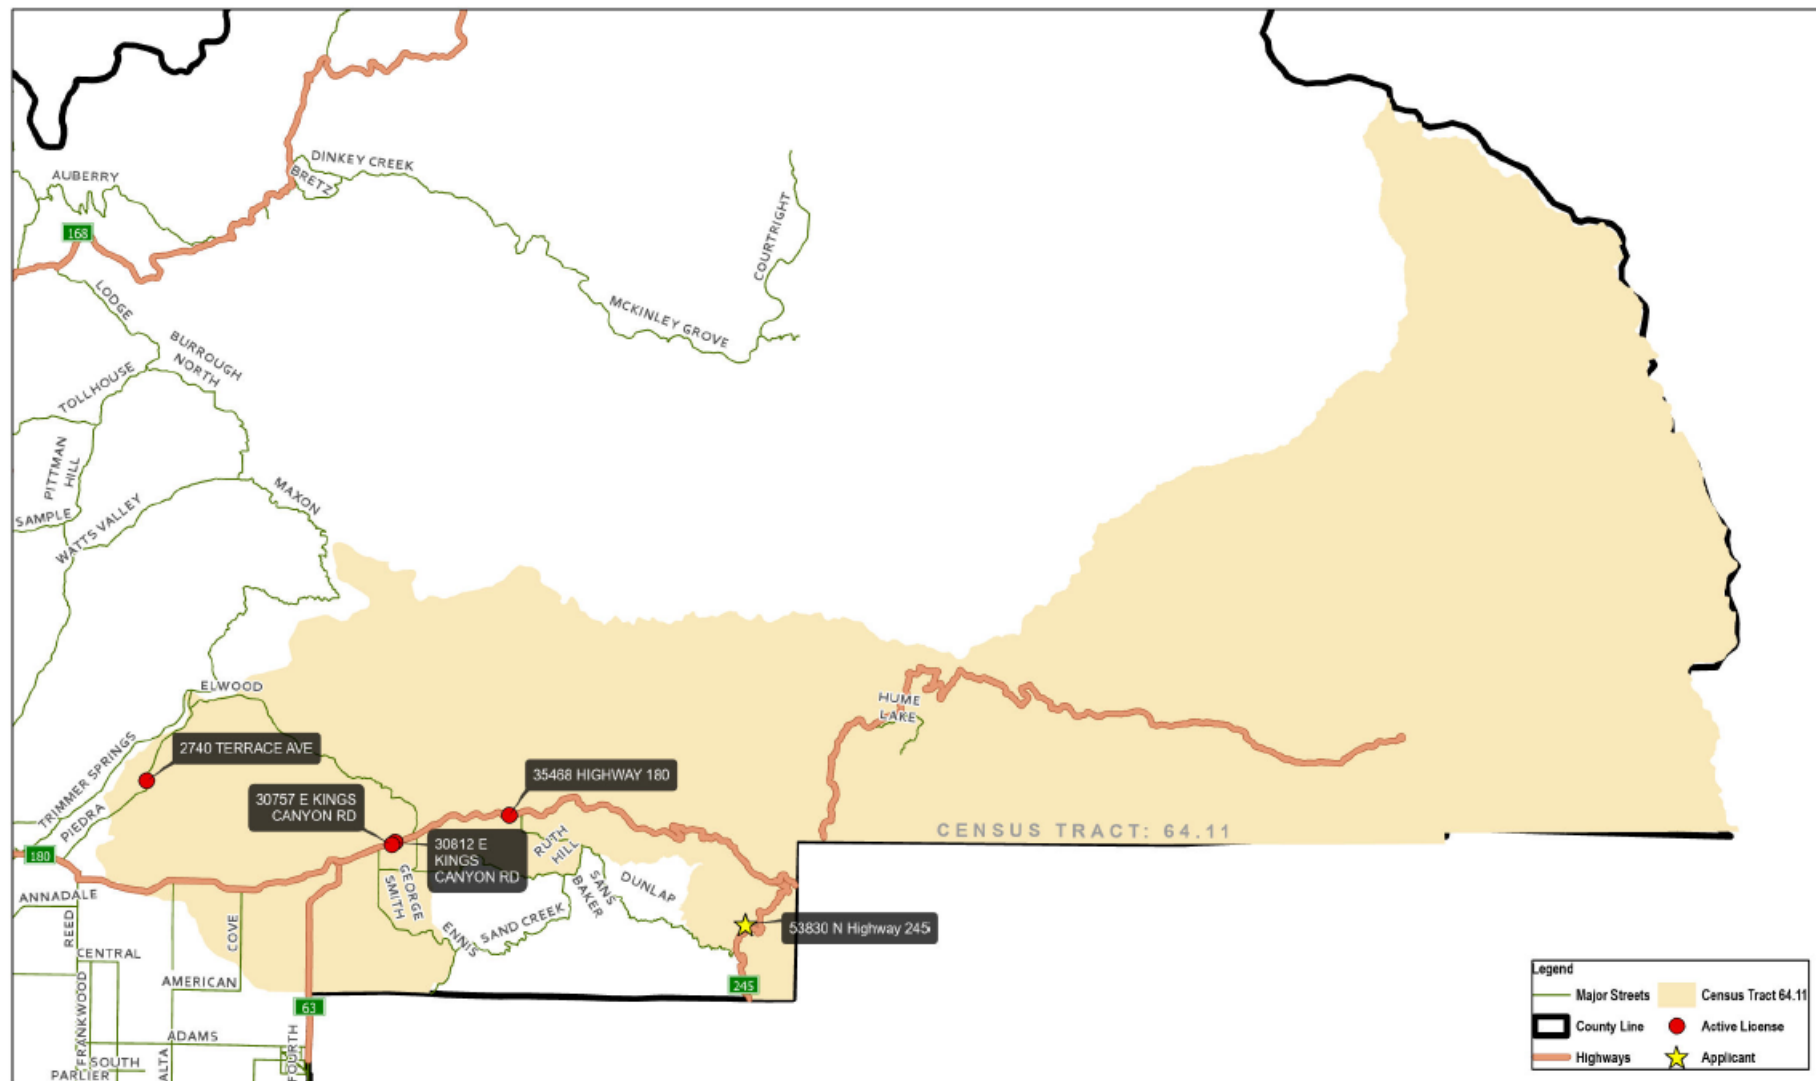 DINKEY CREEK
BRETZ
AUBERRY
168
COURTRIGHT
LODGE
MCKINLEY GROVE
BURROUGH
NORTH
TOLLHOUSE
PITTMAN
HILL
MAXON
SAMPLE
WATTS VALLEY
ELWOOD
HUME
LAKE
TRIMMER SPRINGS
2740 TERRACE AVE
35468 HIGHWAY 180
30757 E KINGS
CANYON RD
PIEDRA
CENSUS TRACT: 64.11
30812 E
KINGS
CANYON RD
RUTH
HILL
180
GEORGE
SMITH
SANS
BAKER
DUNLAP
ANNADALE
REED
COVE
ENNIS
SAND CREEK
53830 N Highway 245
CENTRAL
FRANKWOOD
AMERICAN
245
63
ADAMS
SOUTH
PARLIER
ALTA
FOURTH
Legend
Major Streets
Census Tract 64.11
County Line
Active License
Highways
Applicant